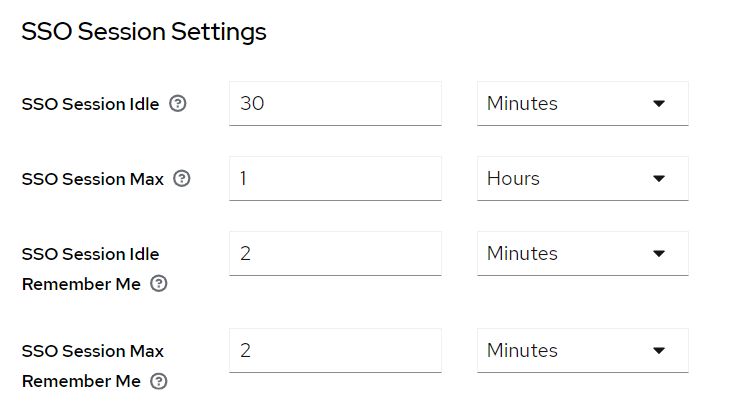 SSO Session Settings
SSO Session Idle 30 Minutes
SSO Session Max 1 Hours
SSO Session Idle
Remember Me
2 Minutes
SSO Session Max
Remember Me
2 Minutes